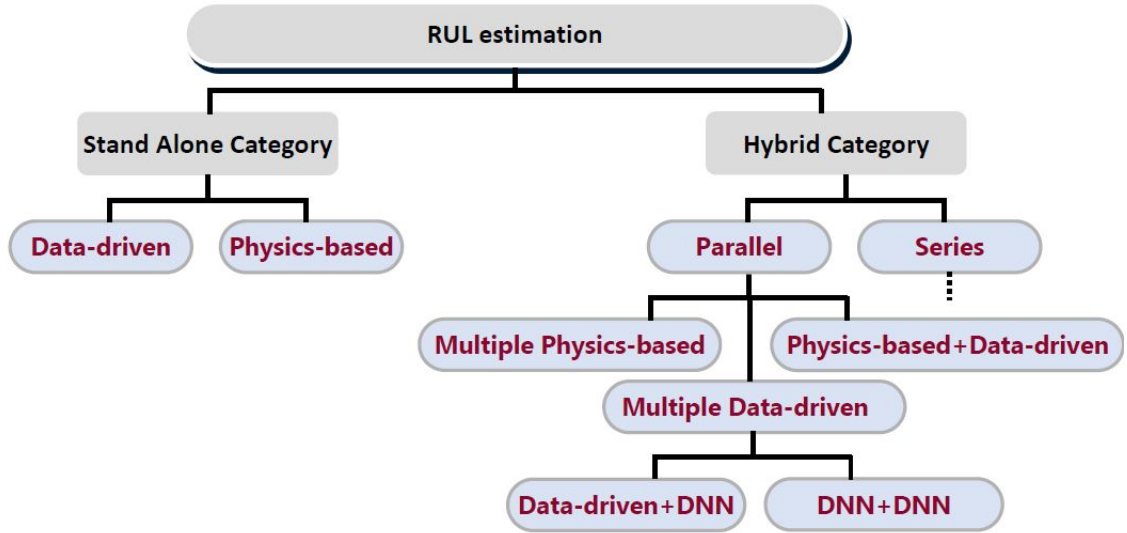 RUL estimation
Stand Alone Category
Hybrid Category
Data-driven
Physics-based
Parallel
Series
Multiple Physics-based
Physics-based+Data-driven
Multiple Data-driven
Data-driven+DNN
DNN+DNN